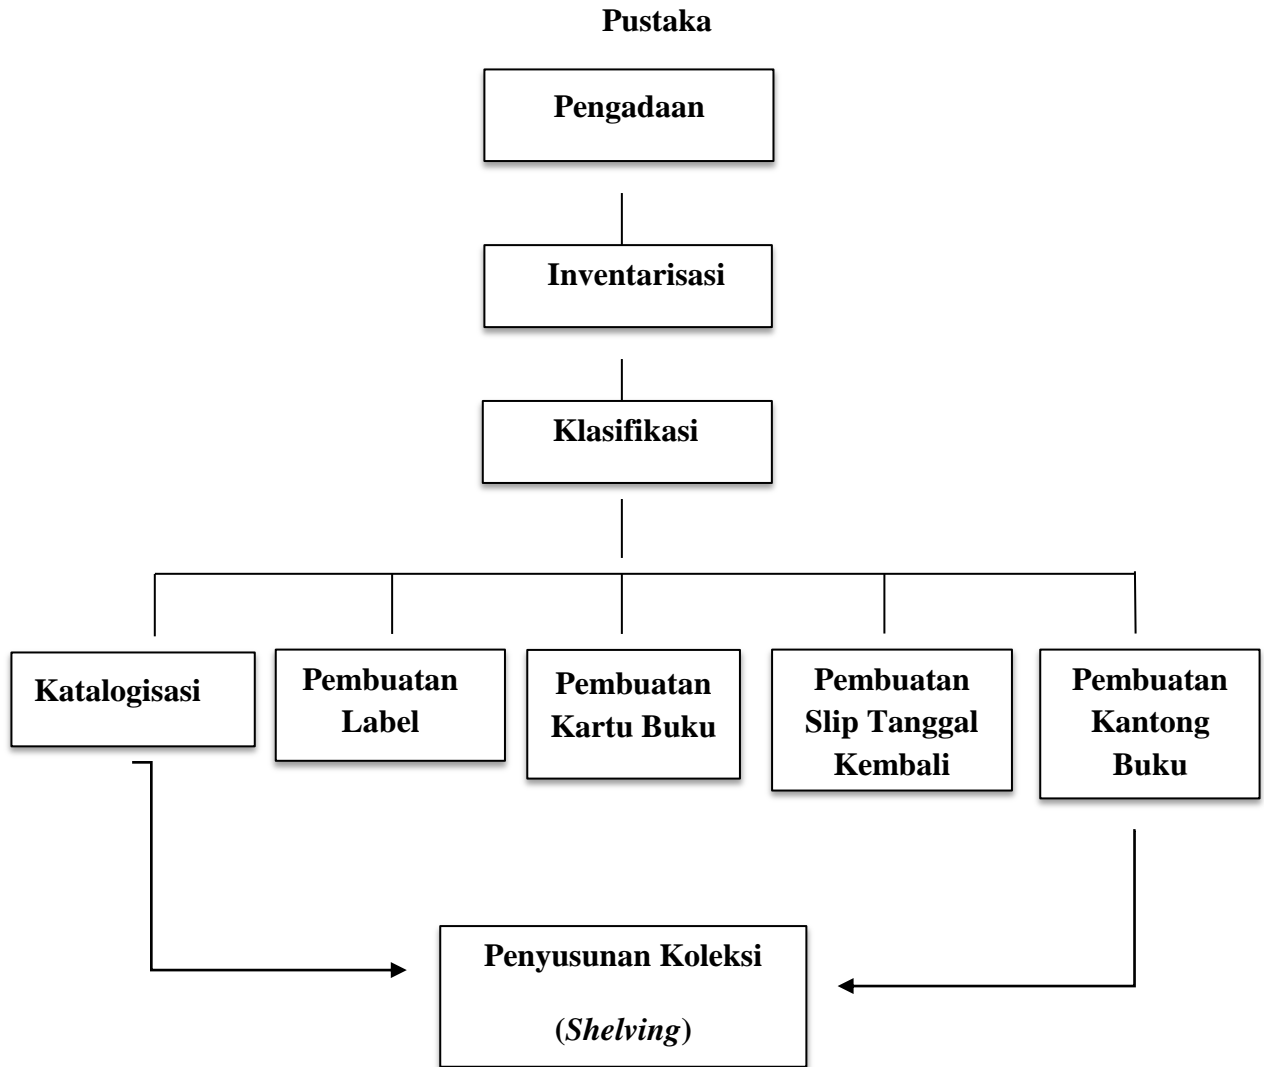 Pustaka
Pengadaan
Inventarisasi
Klasifikasi
Katalogisasi
Pembuatan
Label
Pembuatan
Kartu Buku
Pembuatan
Slip Tanggal
Kembali
Pembuatan
Kantong
Buku
Penyusunan Koleksi
(Shelving)